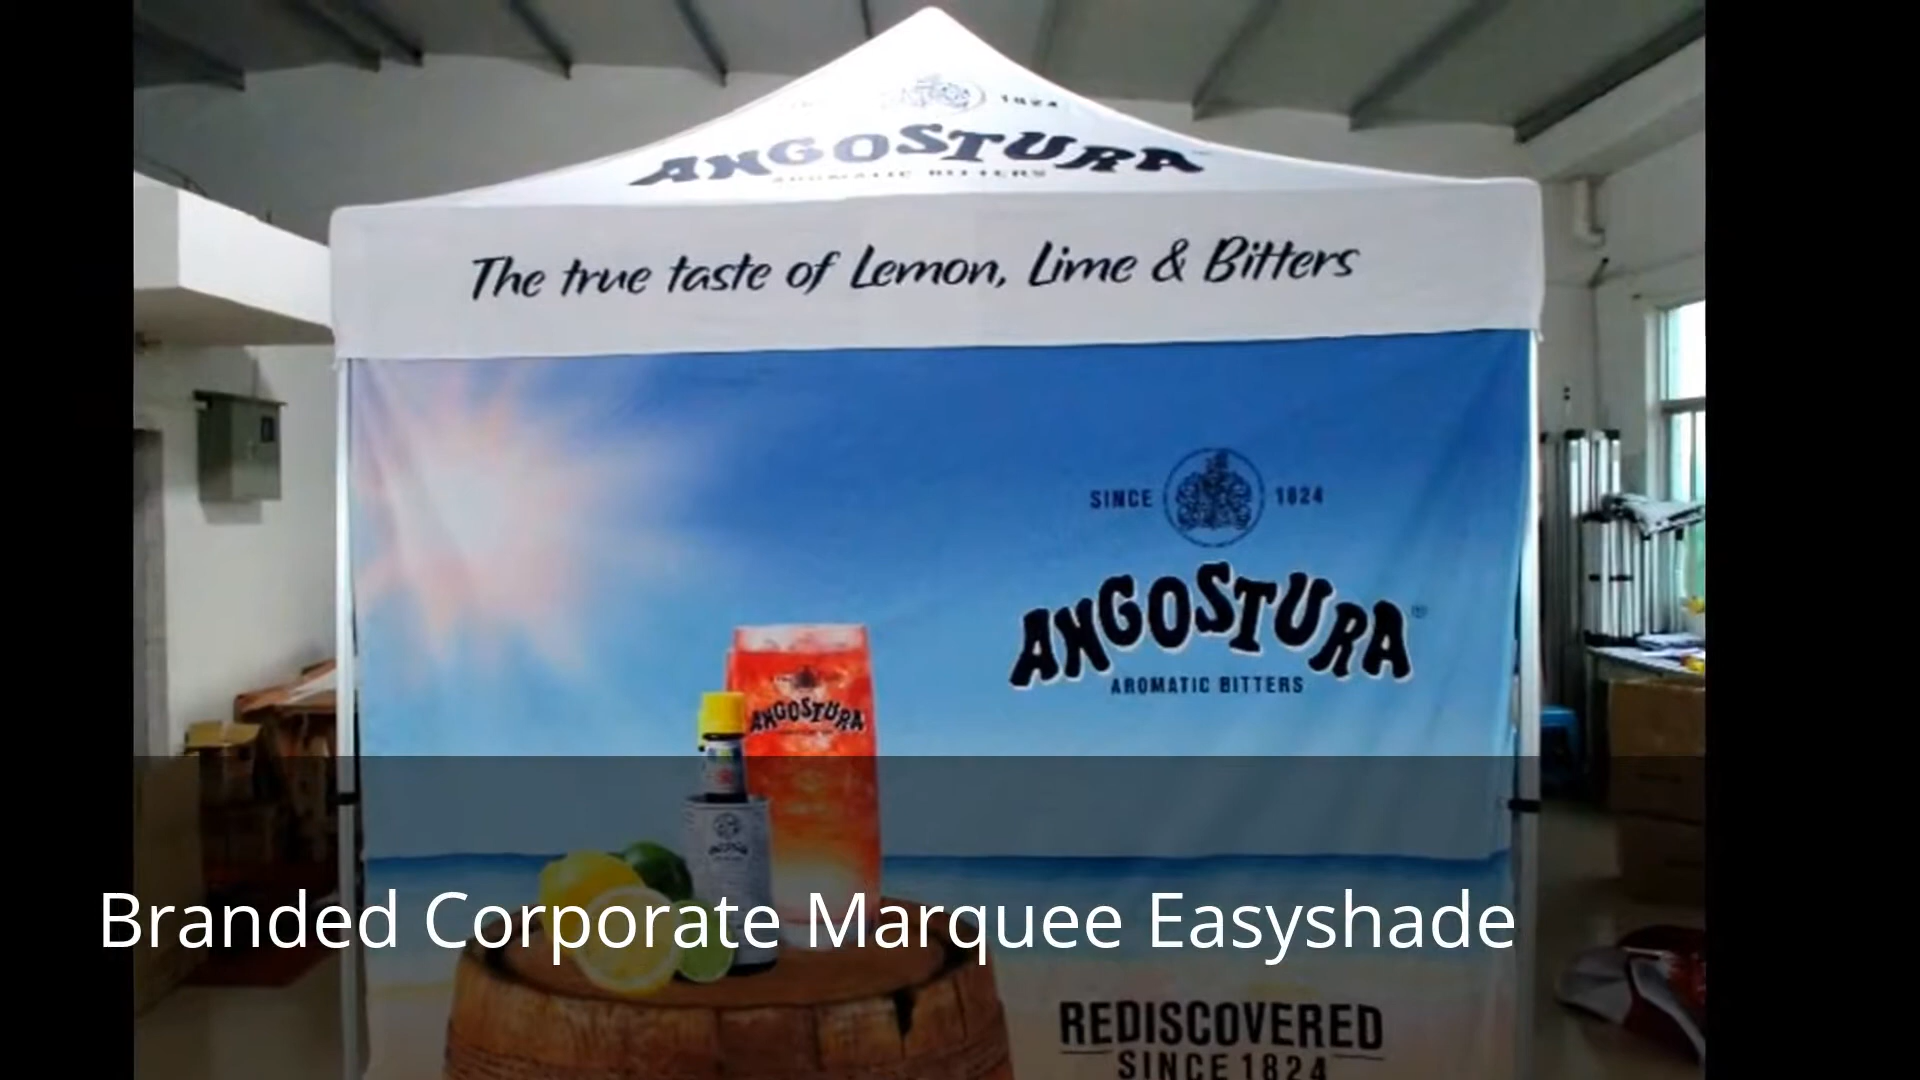 1824
ANGOSTURA
AROMATIC BITTERS
The true taste of Lemon, Lime & Bitters
SINCE 1824
ANGOSTURA
AROMATIC BITTERS
ANGOSTURA
Branded Corporate Marquee Easyshade
REDISCOVERED
SINCE 1824